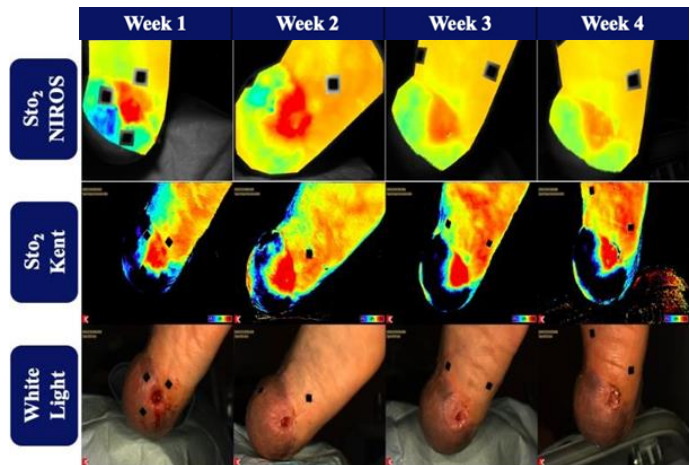 Week 1
Week 2
Week 3
Week 4
Sto₂
NIROS
Sto₂
Kent
White
Light